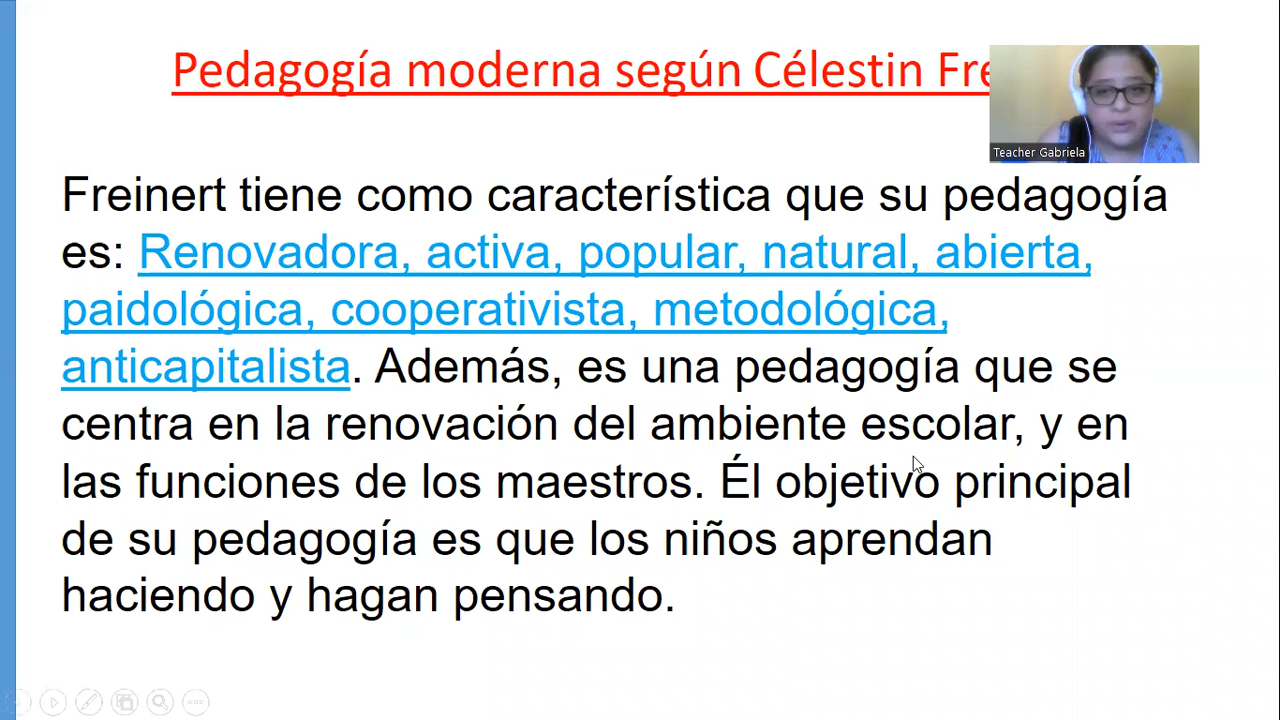 Pedagogía moderna según Célestin
Teacher Gabriela
Freinert tiene como característica que su pedagogía
es: Renovadora, activa, popular, natural, abierta,
paidológica, cooperativista, metodológica,
anticapitalista. Además, es una pedagogía que se
centra en la renovación del ambiente escolar, y en
las funciones de los maestros. Él objetivo principal
de su pedagogía es que los niños aprendan
haciendo y hagan pensando.